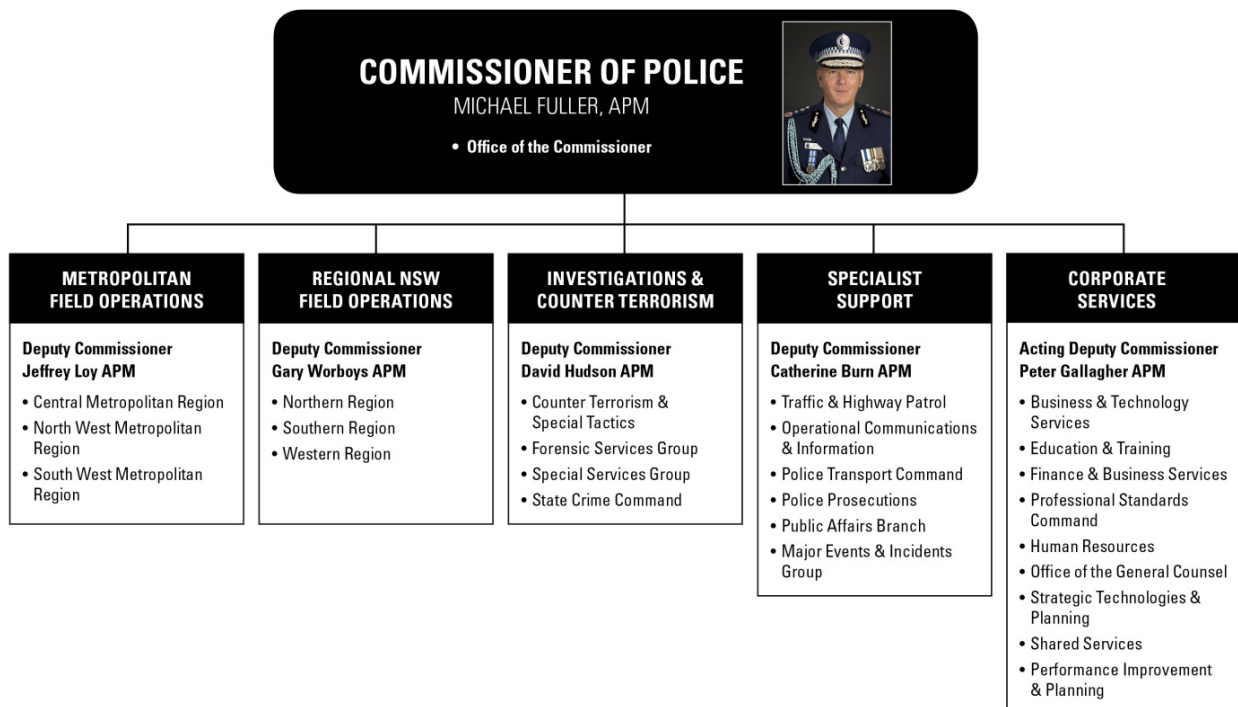 COMMISSIONER OF POLICE
MICHAEL FULLER, APM
• Office of the Commissioner
METROPOLITAN
FIELD OPERATIONS
Deputy Commissioner
Jeffrey Loy APM
• Central Metropolitan Region
• North West Metropolitan
Region
• South West Metropolitan
Region
REGIONAL NSW
FIELD OPERATIONS
Deputy Commissioner
Gary Worboys APM
• Northern Region
• Southern Region
• Western Region
INVESTIGATIONS &
COUNTER TERRORISM
Deputy Commissioner
David Hudson APM
• Counter Terrorism &
Special Tactics
• Forensic Services Group
• Special Services Group
• State Crime Command
SPECIALIST
SUPPORT
Deputy Commissioner
Catherine Burn APM
• Traffic & Highway Patrol
• Operational Communications
& Information
• Police Transport Command
• Police Prosecutions
• Public Affairs Branch
• Major Events & Incidents
Group
CORPORATE
SERVICES
Acting Deputy Commissioner
Peter Gallagher APM
• Business & Technology
Services
• Education & Training
• Finance & Business Services
• Professional Standards
Command
• Human Resources
• Office of the General Counsel
• Strategic Technologies &
Planning
• Shared Services
• Performance Improvement
& Planning